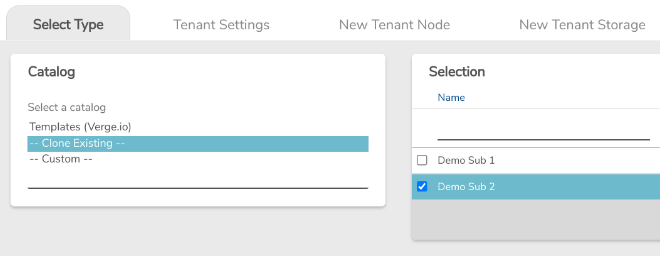 Select Type
Tenant Settings
New Tenant Node
New Tenant Storage
Catalog
Select a catalog
Templates (Verge.io)
-- Clone Existing --
-- Custom --
Selection
Name
Demo Sub 1
Demo Sub 2